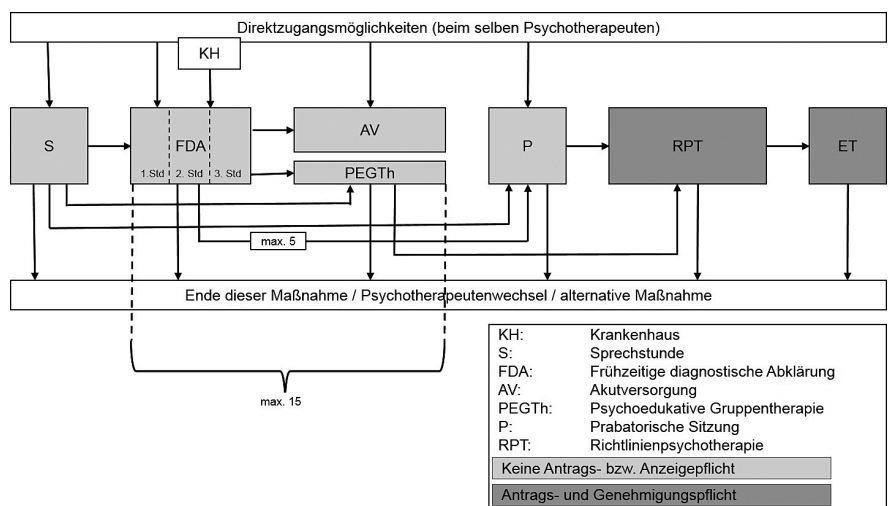 Direktzugangsmöglichkeiten (beim selben Psychotherapeuten)
KH
S
FDA
1.Std
2. Std
3. Std
AV
PEGTh
P
RPT
ET
max. 5
Ende dieser Maßnahme / Psychotherapeutenwechsel / alternative Maßnahme
max. 15
KH: Krankenhaus
S: Sprechstunde
FDA: Frühzeitige diagnostische Abklärung
AV: Akutversorgung
PEGTh: Psychoedukative Gruppentherapie
P: Prabatorische Sitzung
RPT: Richtlinienpsychotherapie
Keine Antrags- bzw. Anzeigepflicht
Antrags- und Genehmigungspflicht